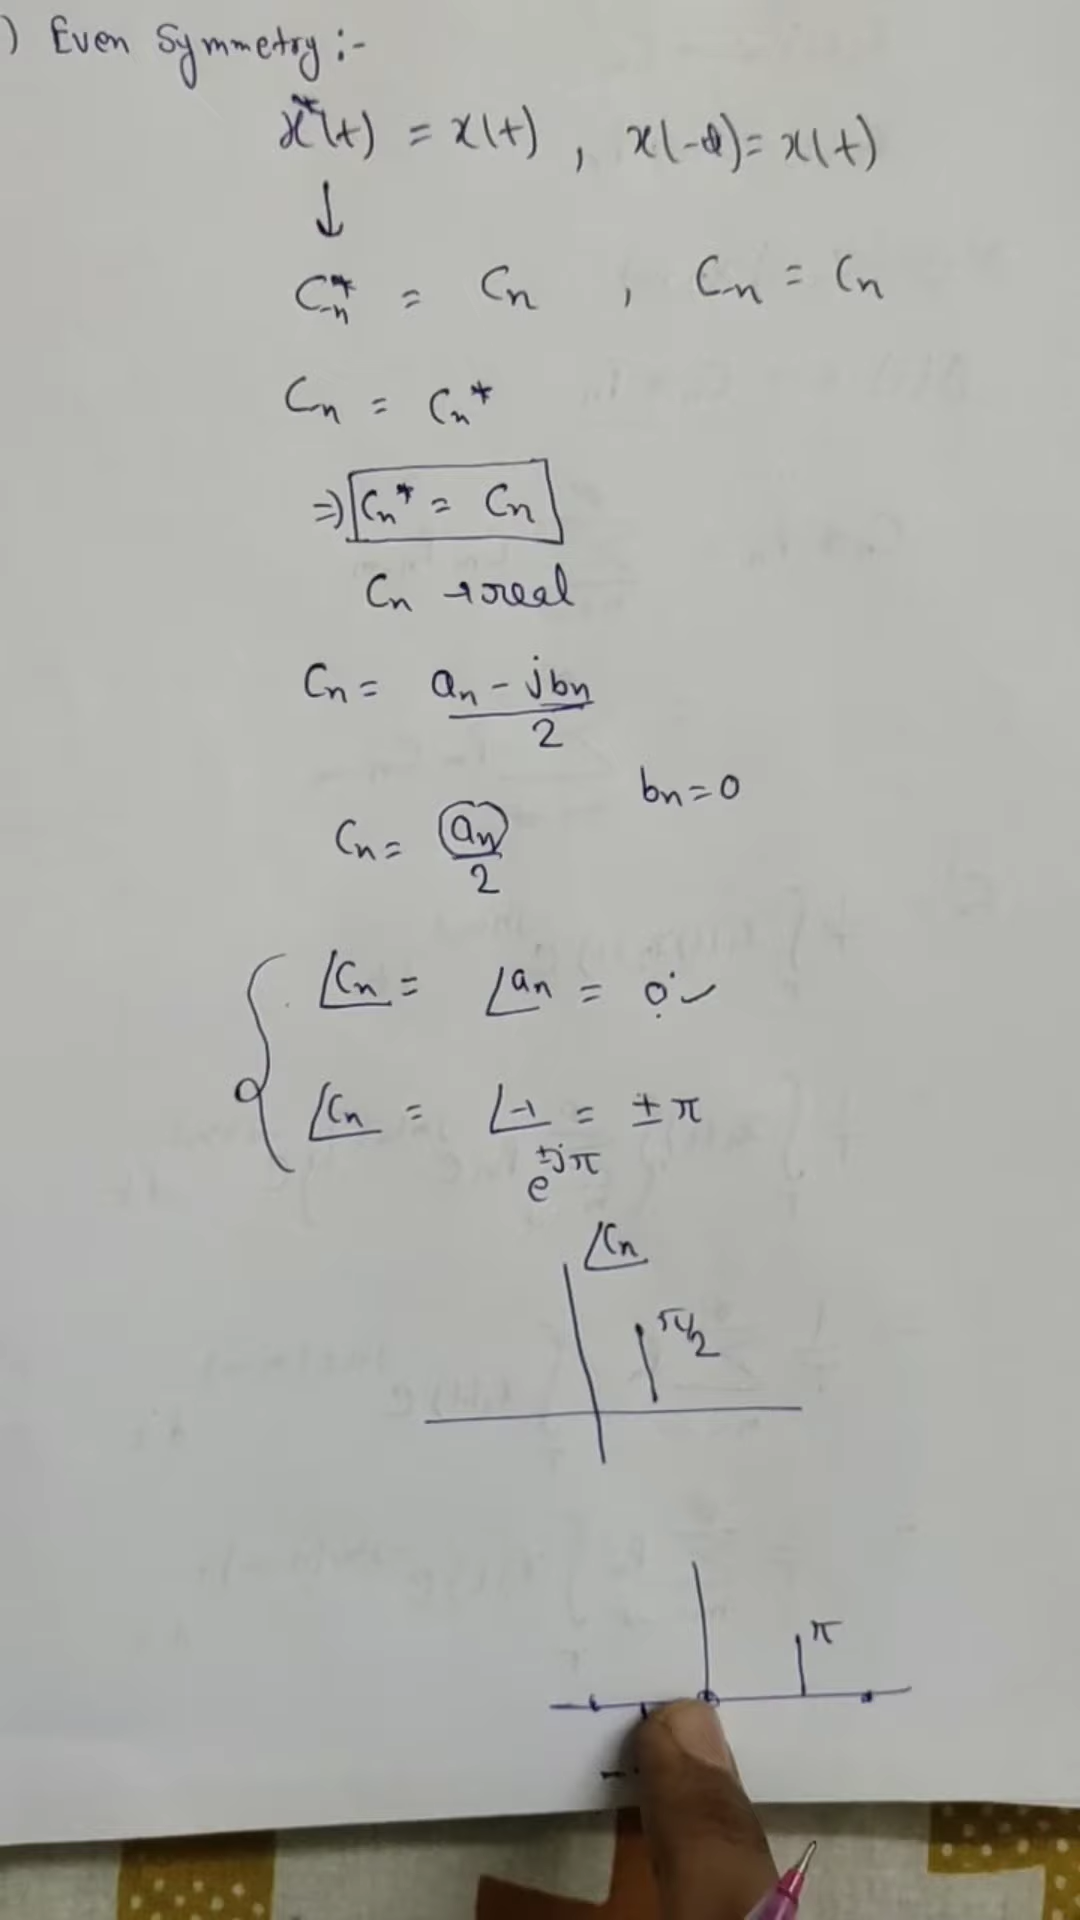 ) Even Symmetry :-
x*(t) = x(t) , x(-t) = x(t)
↓
C*-n = Cn , C-n = Cn
Cn = Cn*
⇒ Cn* = Cn
Cn → real
Cn = an - jbn / 2
bn = 0
Cn = an / 2
∠Cn = ∠an = 0° ✓
∠Cn = ∠-1 = ± π
e^±jπ
∠Cn
π/2
π